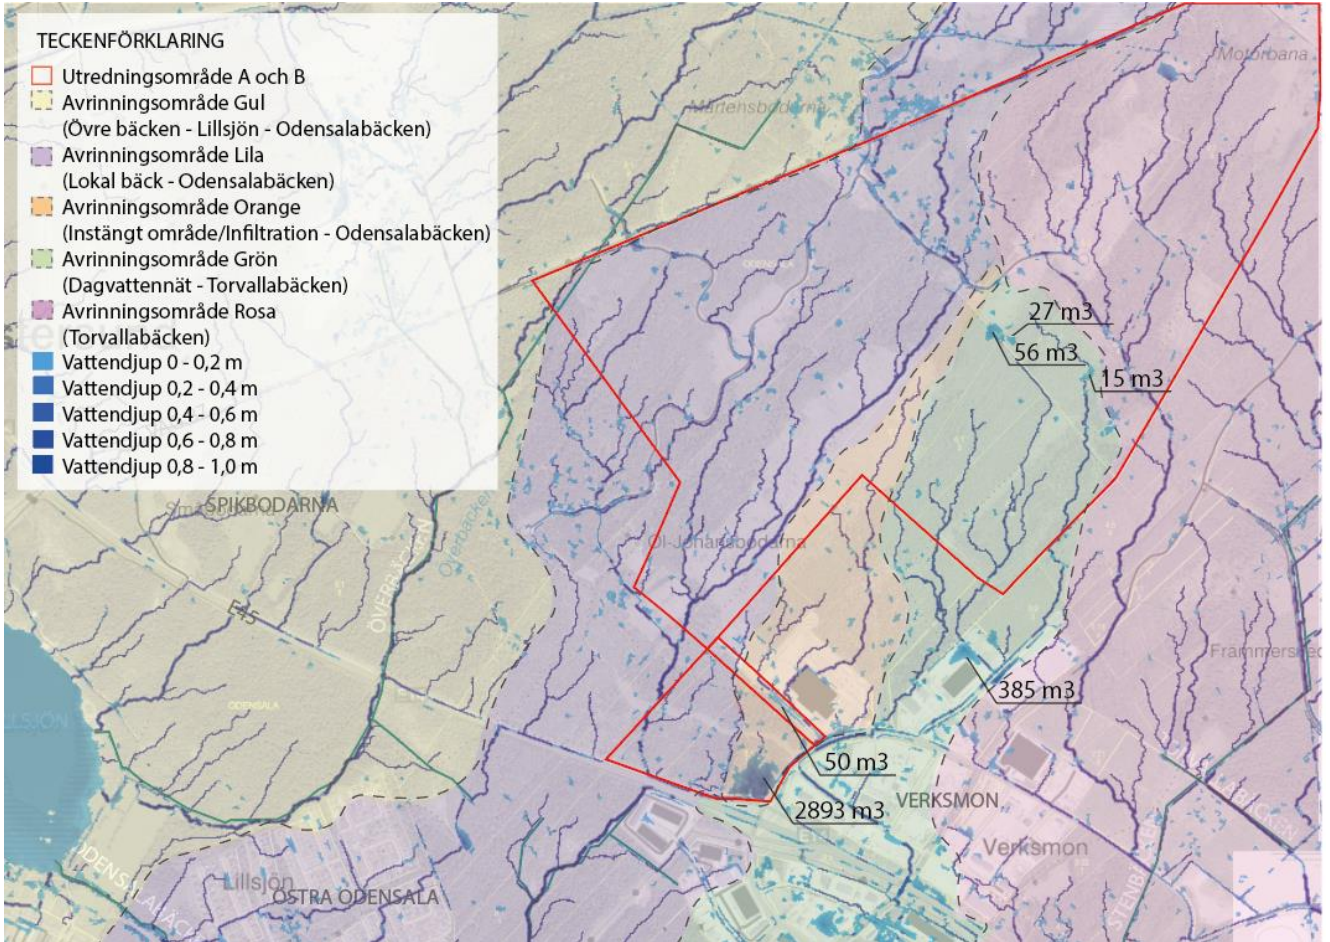 TECKENFÖRKLARING
Utredningsområde A och B
Avrinningsområde Gul
(Övre bäcken - Lillsjön - Odensalabäcken)
Avrinningsområde Lila
(Lokal bäck - Odensalabäcken)
Avrinningsområde Orange
(Instängt område/Infiltration - Odensalabäcken)
Avrinningsområde Grön
(Dagvattennät - Torvallabäcken)
Avrinningsområde Rosa
(Torvallabäcken)
Vattendjup 0 - 0,2 m
Vattendjup 0,2 - 0,4 m
Vattendjup 0,4 - 0,6 m
Vattendjup 0,6 - 0,8 m
Vattendjup 0,8 - 1,0 m
Motorbana
Mårtensbodarna
ODENSALA
27 m3
56 m3
15 m3
SPIKBODARNA
Ol-Johansbodarna
E45
ODENSALA
385 m3
50 m3
2893 m3
VERKSMON
Verksmon
Lillsjön
ÖSTRA ODENSALA